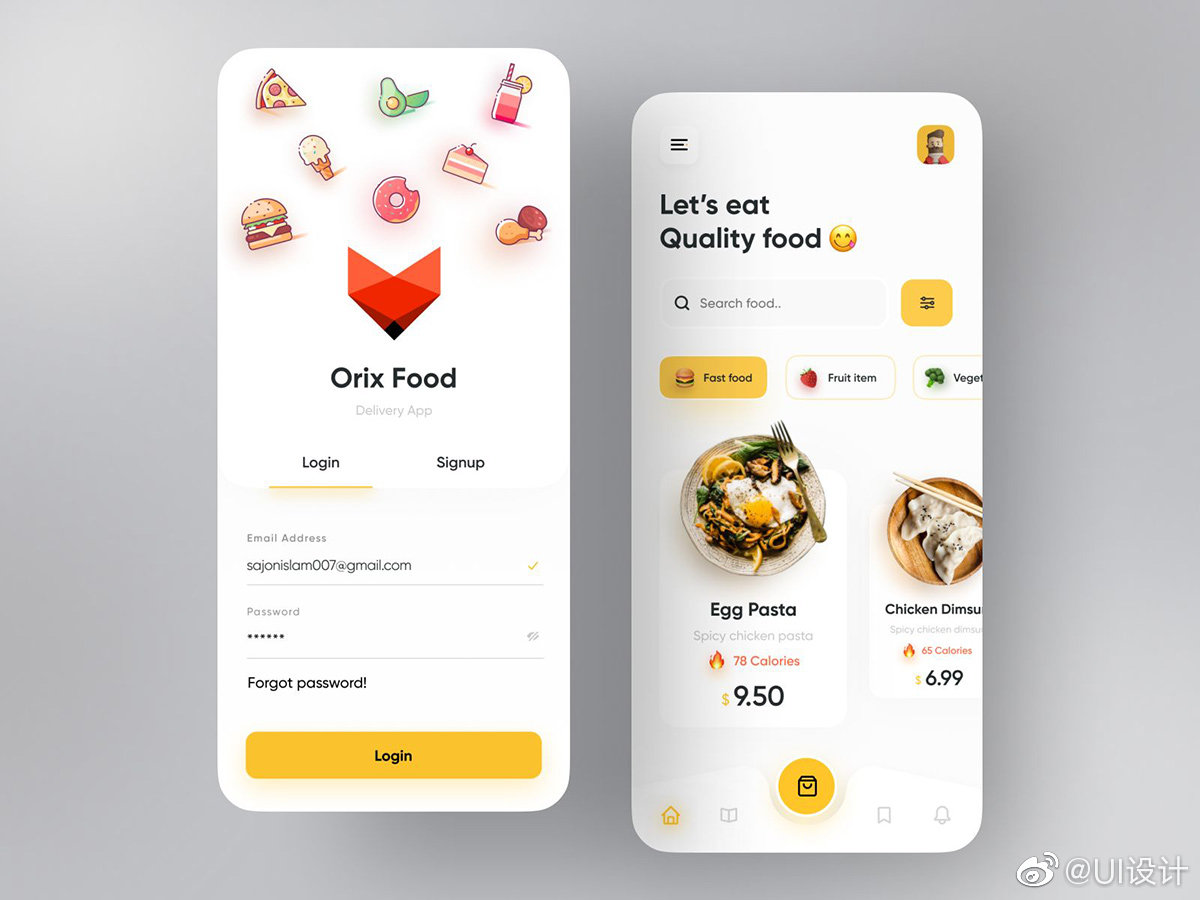 Orix Food
Delivery App
Login
Signup
Email Address
sajonislam007@gmail.com
Password
******
Forgot password!
Login
Let's eat
Quality food 😋
Search food..
Fast food
Fruit item
Veget
Egg Pasta
Spicy chicken pasta
78 Calories
$ 9.50
Chicken Dimsu
Spicy chicken dimsu
65 Calories
$ 6.99
@UI设计